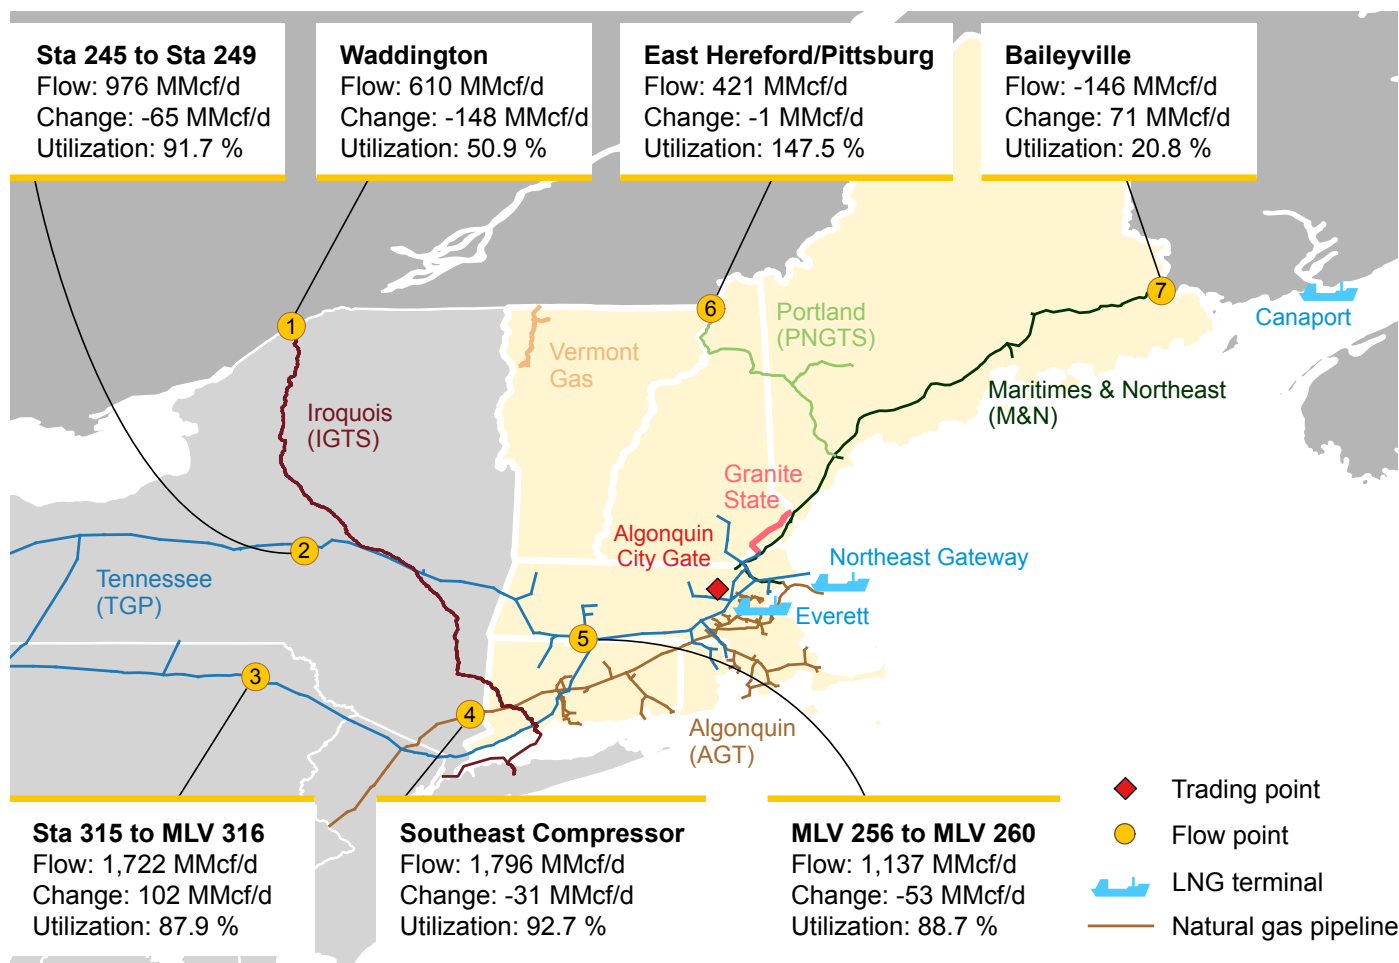 Sta 245 to Sta 249
Flow: 976 MMcf/d
Change: -65 MMcf/d
Utilization: 91.7 %
Waddington
Flow: 610 MMcf/d
Change: -148 MMcf/d
Utilization: 50.9 %
East Hereford/Pittsburg
Flow: 421 MMcf/d
Change: -1 MMcf/d
Utilization: 147.5 %
Baileyville
Flow: -146 MMcf/d
Change: 71 MMcf/d
Utilization: 20.8 %
7
6
1
Canaport
Portland
(PNGTS)
Vermont
Gas
Maritimes & Northeast
(M&N)
Iroquois
(IGTS)
Granite
State
Algonquin
City Gate
2
Northeast Gateway
Tennessee
(TGP)
Everett
5
3
4
Algonquin
(AGT)
Sta 315 to MLV 316
Flow: 1,722 MMcf/d
Change: 102 MMcf/d
Utilization: 87.9 %
Southeast Compressor
Flow: 1,796 MMcf/d
Change: -31 MMcf/d
Utilization: 92.7 %
MLV 256 to MLV 260
Flow: 1,137 MMcf/d
Change: -53 MMcf/d
Utilization: 88.7 %
Trading point
Flow point
LNG terminal
Natural gas pipeline